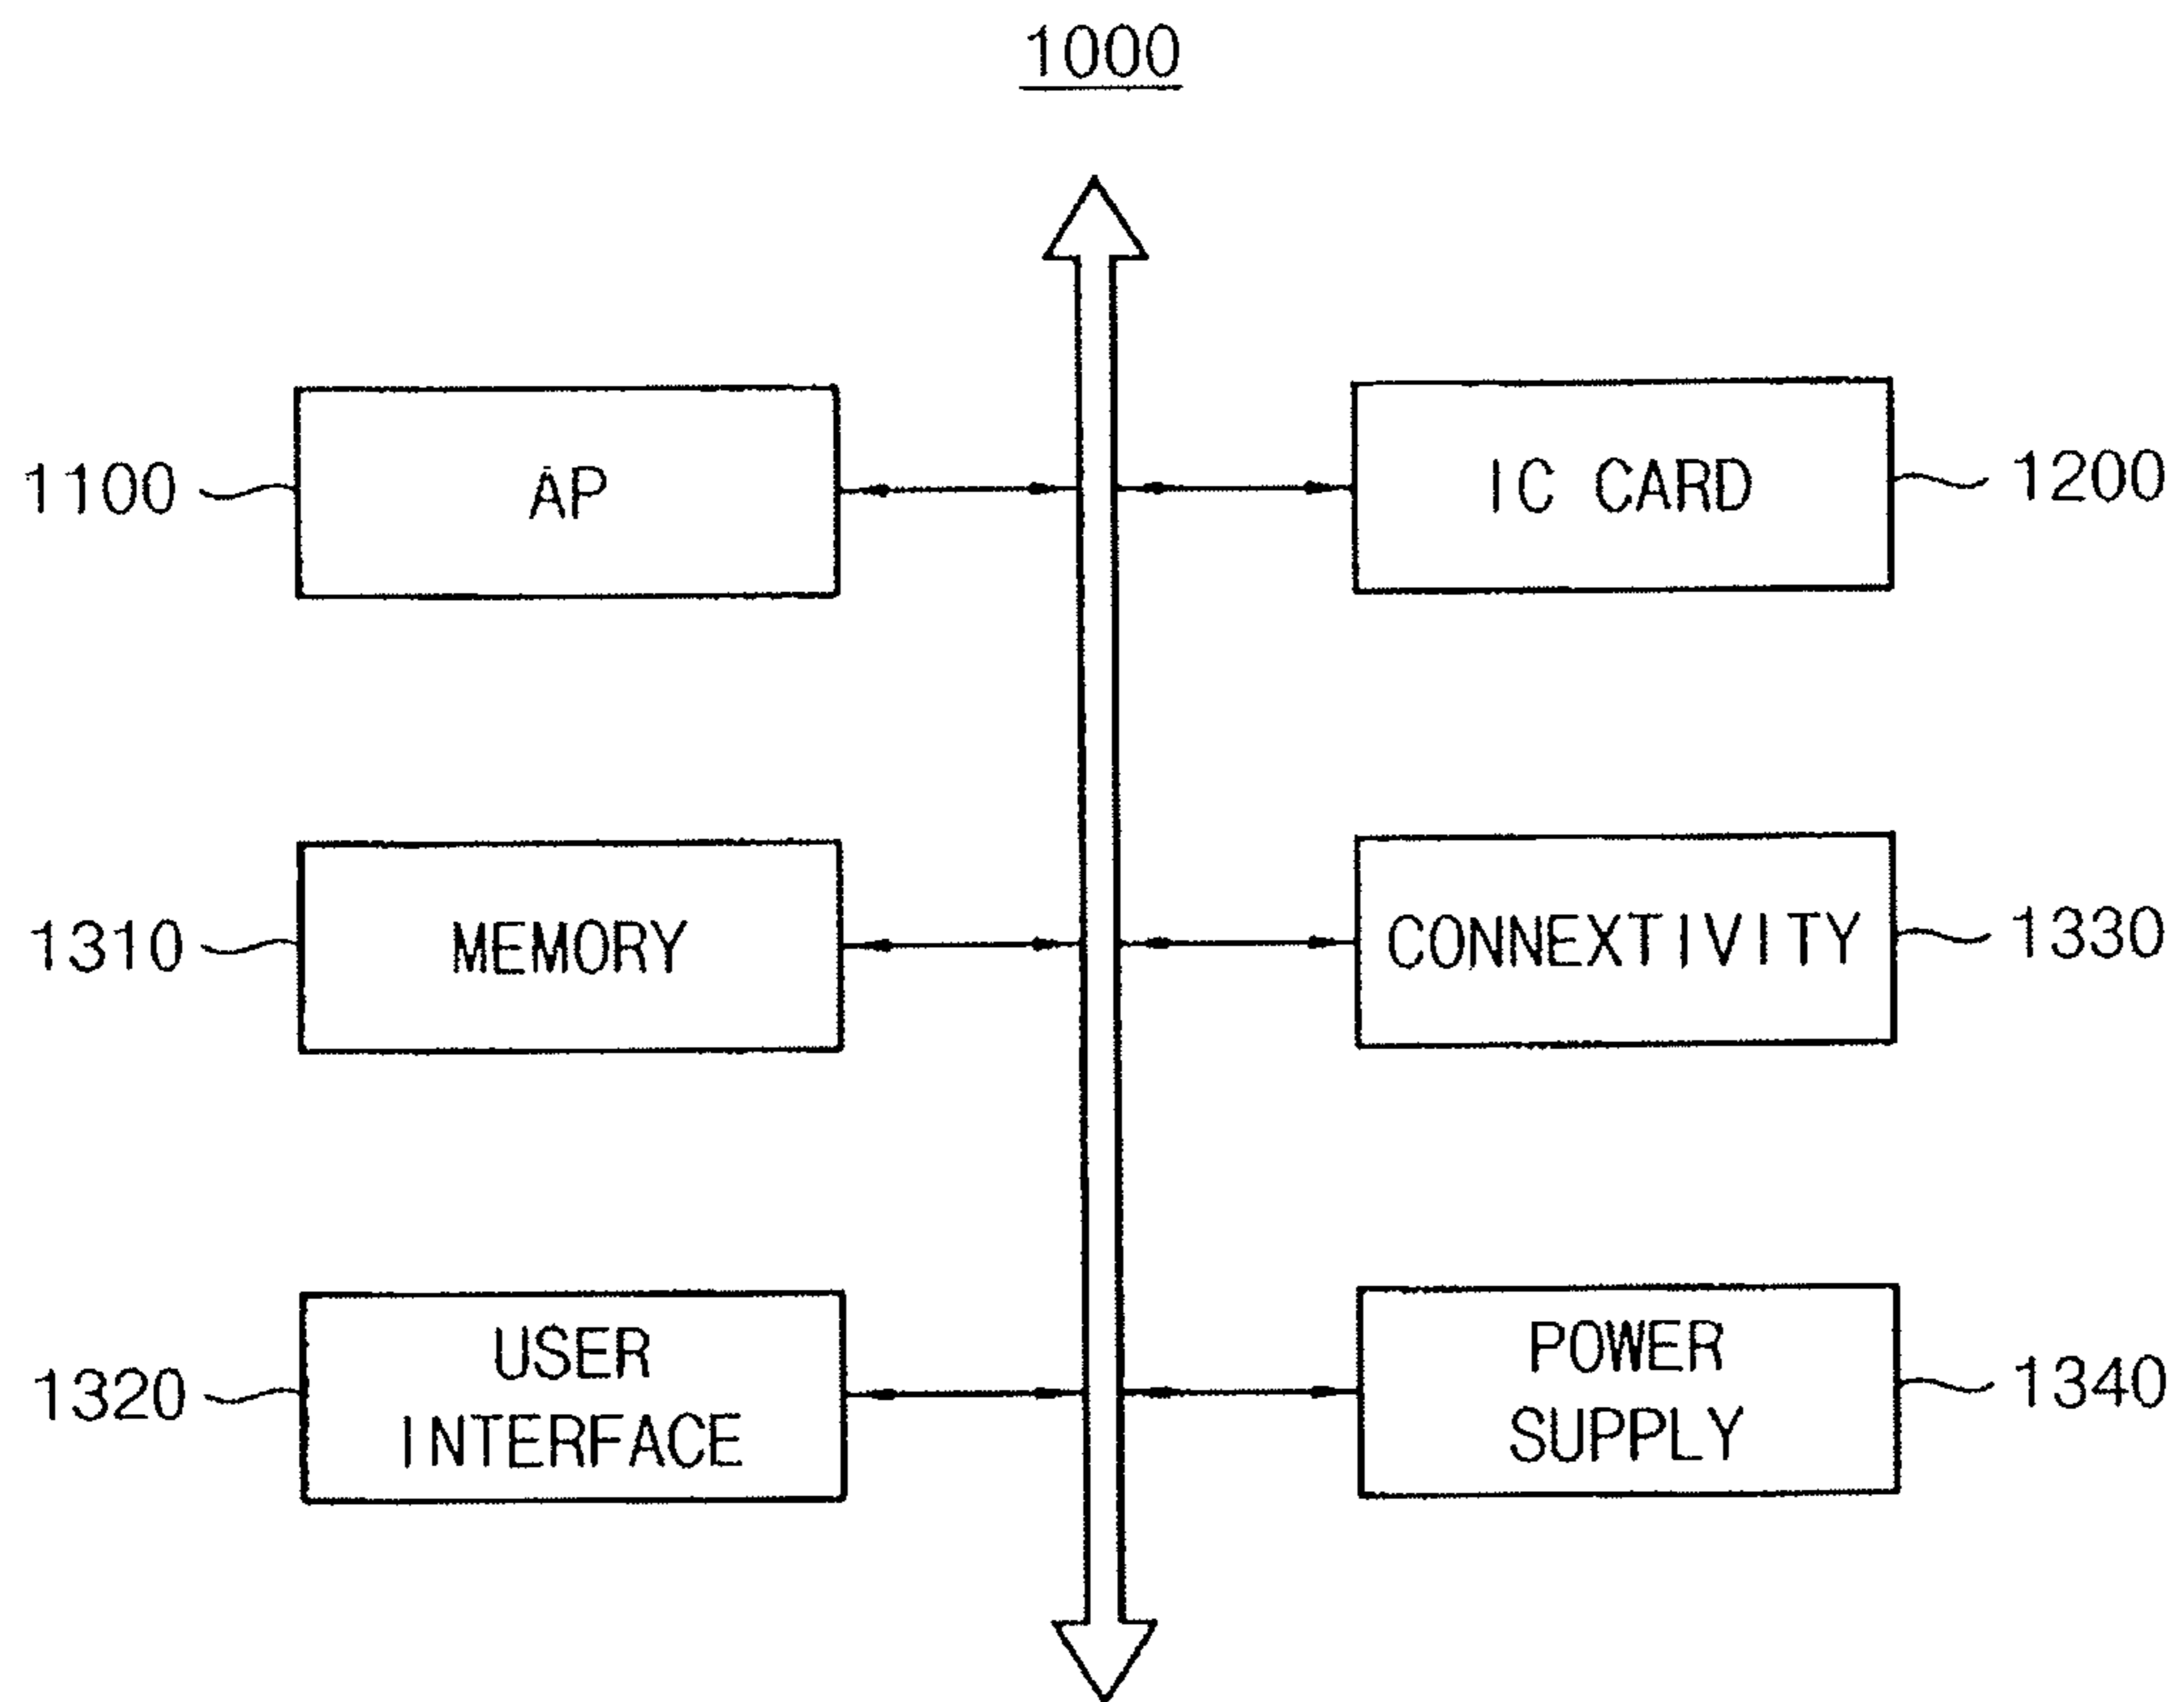 1000
1100
AP
IC CARD
1200
1310
MEMORY
CONNEXTIVITY
1330
1320
USER
INTERFACE
POWER
SUPPLY
1340